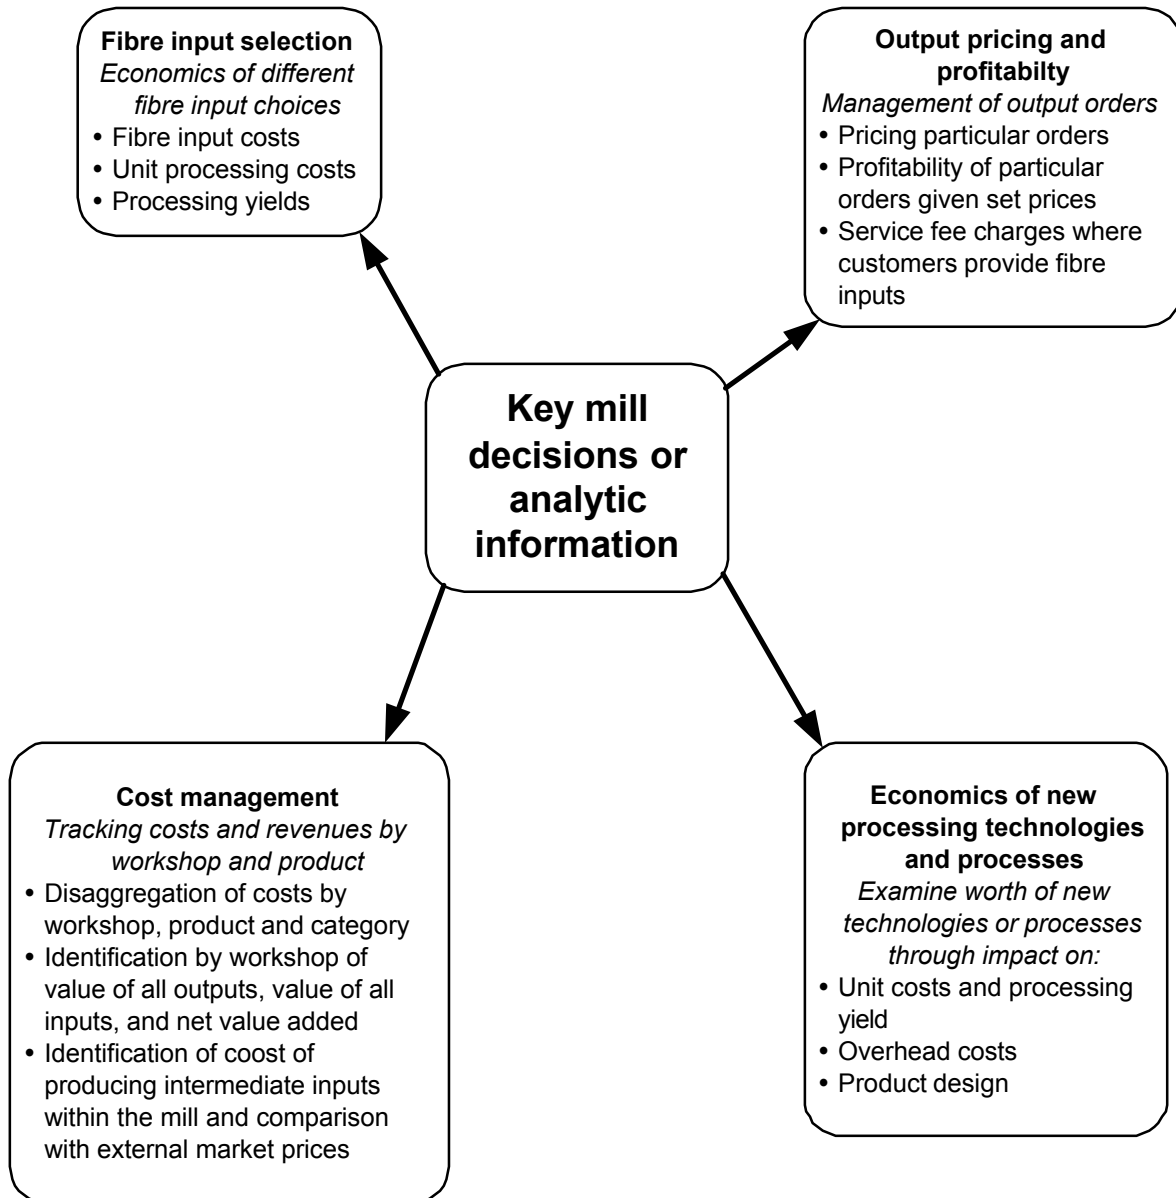 Fibre input selection
Economics of different
fibre input choices
• Fibre input costs
• Unit processing costs
• Processing yields
Output pricing and
profitabilty
Management of output orders
• Pricing particular orders
• Profitability of particular
orders given set prices
• Service fee charges where
customers provide fibre
inputs
Key mill
decisions or
analytic
information
Cost management
Tracking costs and revenues by
workshop and product
• Disaggregation of costs by
workshop, product and category
• Identification by workshop of
value of all outputs, value of all
inputs, and net value added
• Identification of coost of
producing intermediate inputs
within the mill and comparison
with external market prices
Economics of new
processing technologies
and processes
Examine worth of new
technologies or processes
through impact on:
• Unit costs and processing
yield
• Overhead costs
• Product design